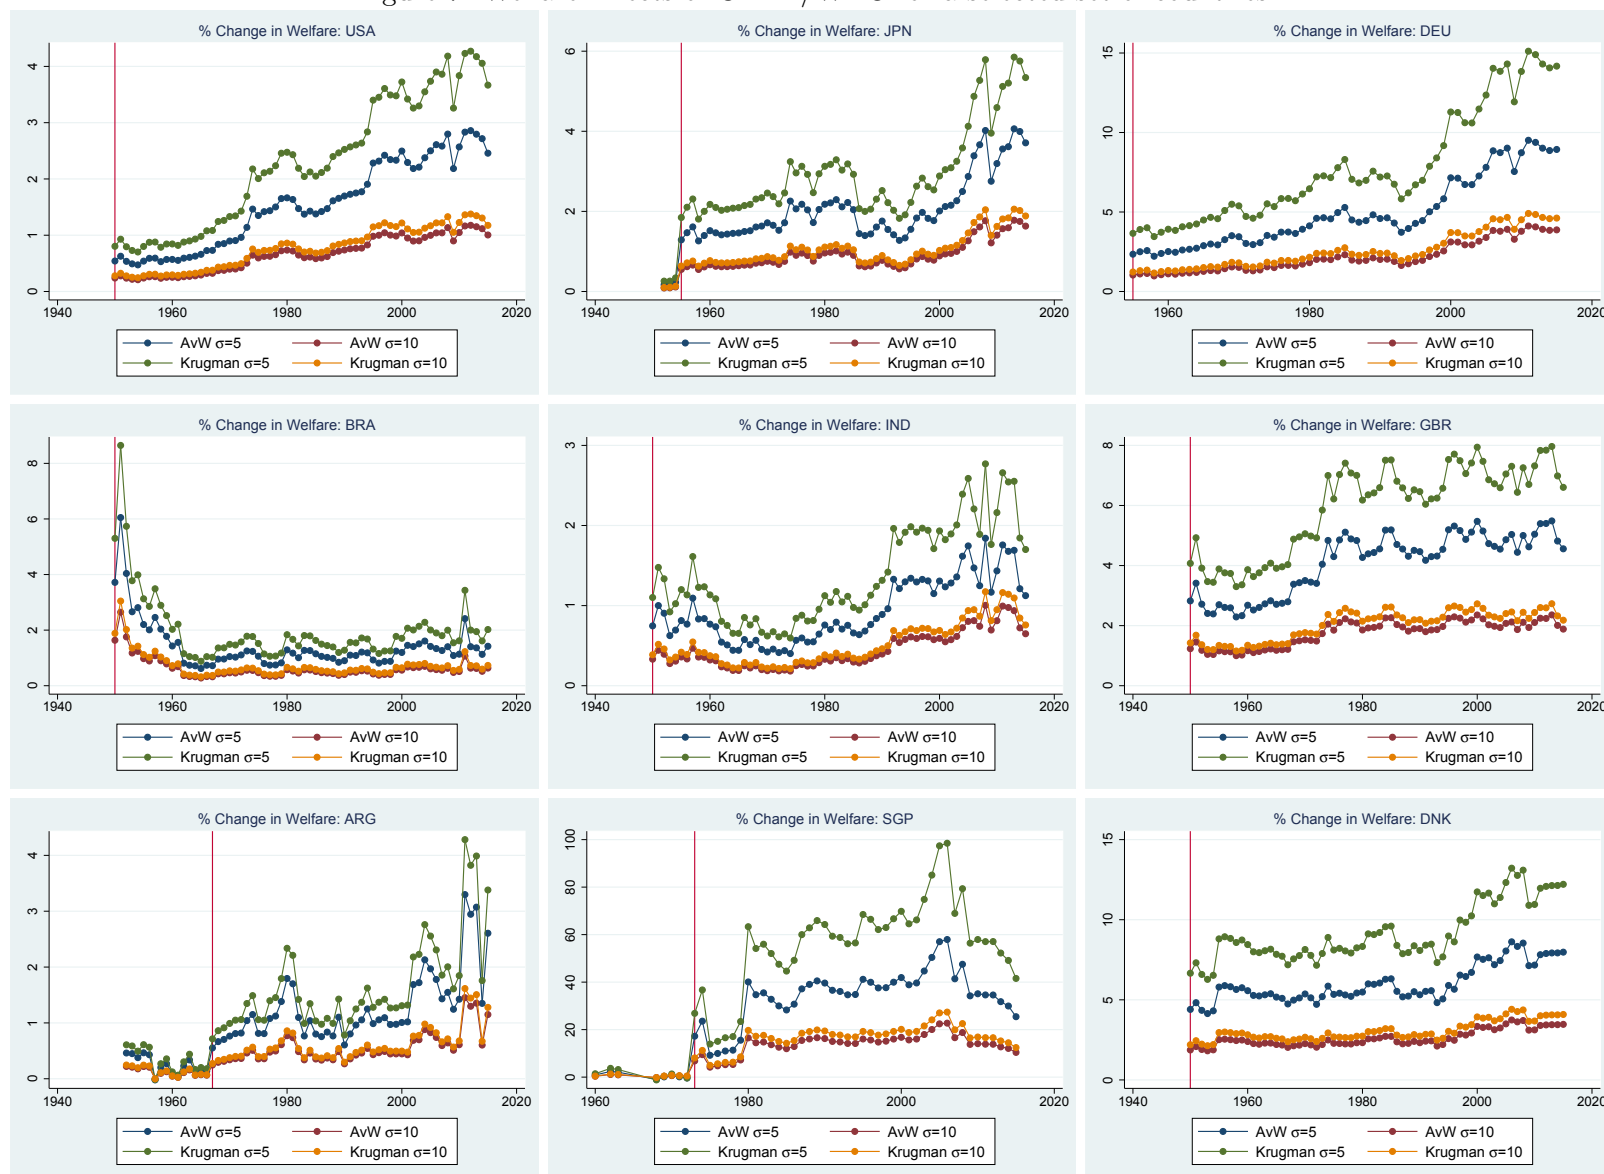 % Change in Welfare: USA
0 1 2 3 4
1940 1960 1980 2000 2020
AvW σ=5 AvW σ=10
Krugman σ=5 Krugman σ=10
% Change in Welfare: JPN
0 2 4 6
1940 1960 1980 2000 2020
AvW σ=5 AvW σ=10
Krugman σ=5 Krugman σ=10
% Change in Welfare: DEU
0 5 10 15
1960 1980 2000 2020
AvW σ=5 AvW σ=10
Krugman σ=5 Krugman σ=10
% Change in Welfare: BRA
0 2 4 6 8
1940 1960 1980 2000 2020
AvW σ=5 AvW σ=10
Krugman σ=5 Krugman σ=10
% Change in Welfare: IND
0 1 2 3
1940 1960 1980 2000 2020
AvW σ=5 AvW σ=10
Krugman σ=5 Krugman σ=10
% Change in Welfare: GBR
0 2 4 6 8
1940 1960 1980 2000 2020
AvW σ=5 AvW σ=10
Krugman σ=5 Krugman σ=10
% Change in Welfare: ARG
0 1 2 3 4
1940 1960 1980 2000 2020
AvW σ=5 AvW σ=10
Krugman σ=5 Krugman σ=10
% Change in Welfare: SGP
0 20 40 60 80 100
1960 1980 2000 2020
AvW σ=5 AvW σ=10
Krugman σ=5 Krugman σ=10
% Change in Welfare: DNK
0 5 10 15
1940 1960 1980 2000 2020
AvW σ=5 AvW σ=10
Krugman σ=5 Krugman σ=10